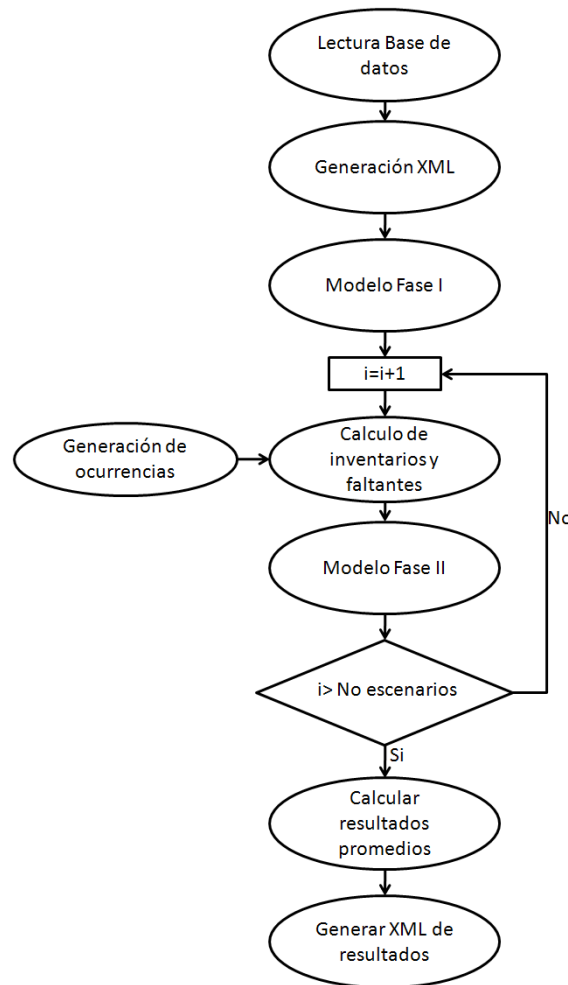 Lectura Base de
datos
Generación XML
Modelo Fase I
i=i+1
Generación de
ocurrencias
Calculo de
inventarios y
faltantes
No
Modelo Fase II
i> No escenarios
Si
Calcular
resultados
promedios
Generar XML de
resultados